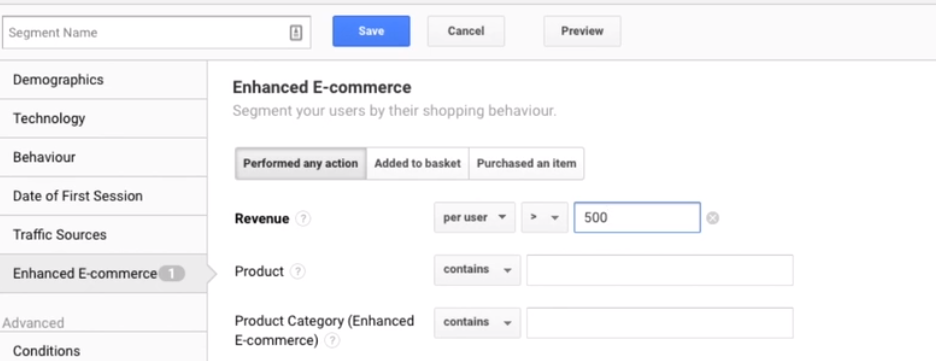 Segment Name
Save
Cancel
Preview
Demographics
Technology
Behaviour
Date of First Session
Traffic Sources
Enhanced E-commerce 1
Advanced
Conditions
Enhanced E-commerce
Segment your users by their shopping behaviour.
Performed any action
Added to basket
Purchased an item
Revenue ? per user > 500
Product ? contains
Product Category (Enhanced
E-commerce) ? contains